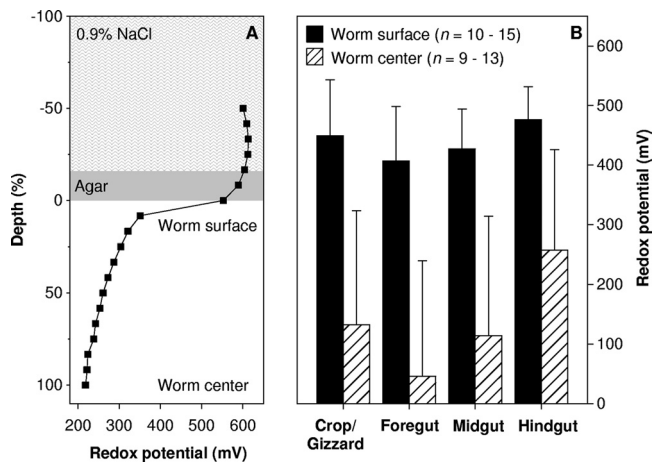 -100
-50
0
50
100
Depth (%)
0.9% NaCl
A
Agar
Worm surface
Worm center
200 300 400 500 600
Redox potential (mV)
B
Worm surface (n = 10 - 15)
Worm center (n = 9 - 13)
600
500
400
300
200
100
0
Redox potential (mV)
Crop/ Foregut Midgut Hindgut
Gizzard